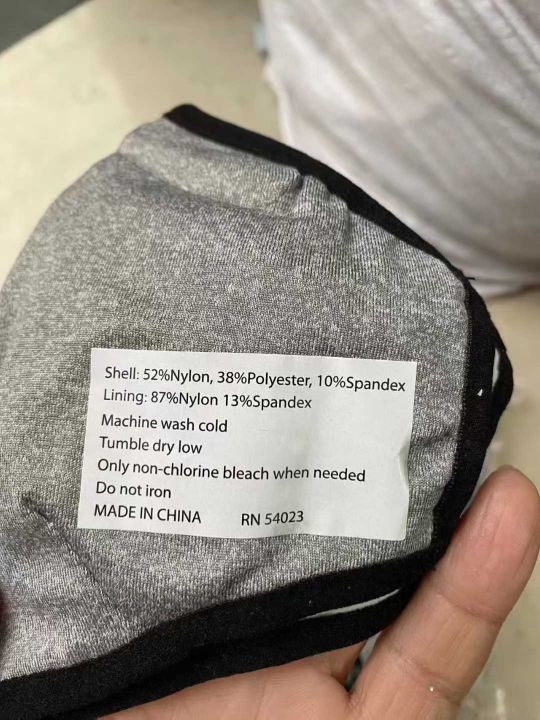 Shell: 52%Nylon, 38%Polyester, 10%Spandex
Lining: 87%Nylon 13%Spandex
Machine wash cold
Tumble dry low
Only non-chlorine bleach when needed
Do not iron
MADE IN CHINA RN 54023